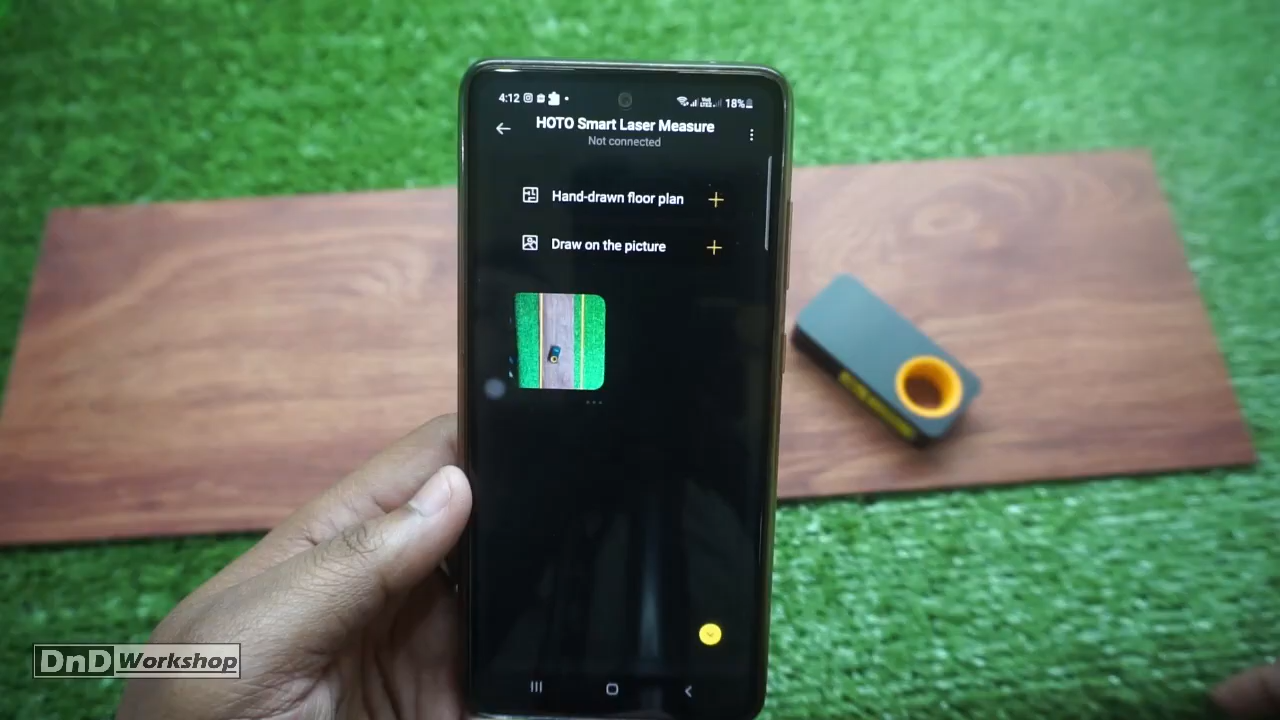 4:12
18%
HOTO Smart Laser Measure
Not connected
Hand-drawn floor plan
Draw on the picture
DnD Workshop